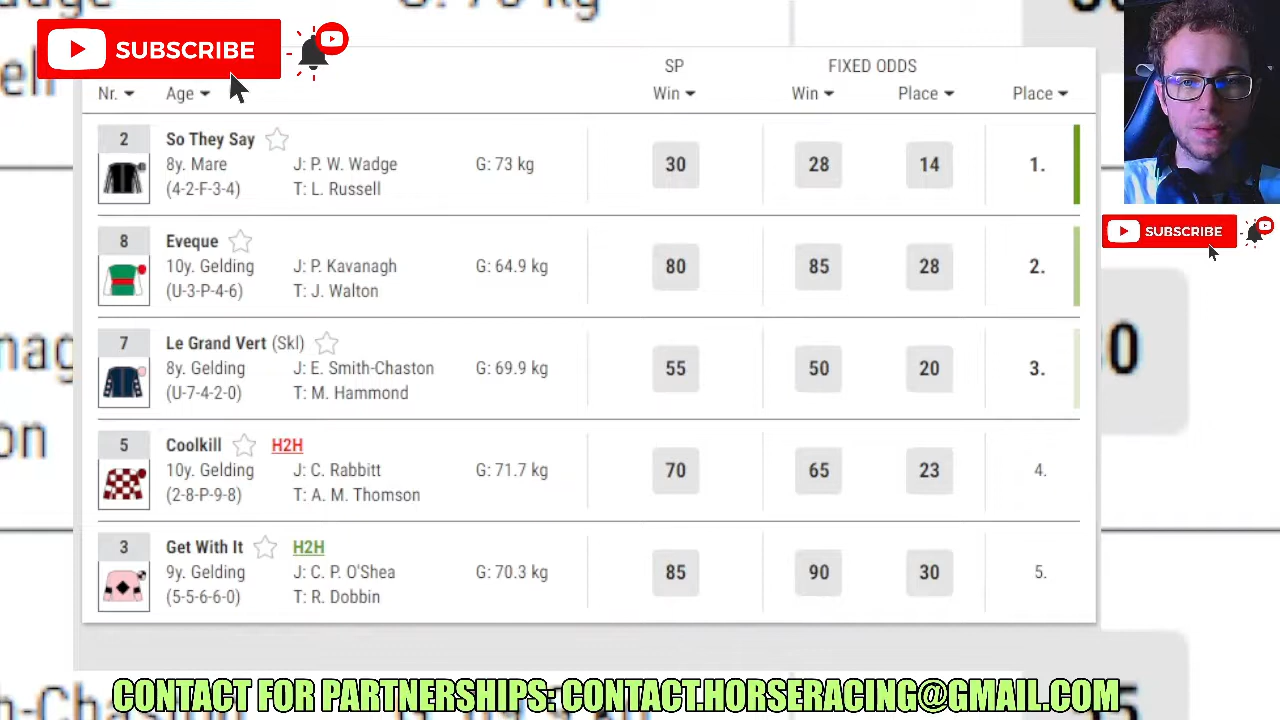 SUBSCRIBE
SP FIXED ODDS
Nr. Age Win Win Place Place
2 So They Say
8y. Mare J: P. W. Wadge G: 73 kg 30 28 14 1.
(4-2-F-3-4) T: L. Russell
8 Eveque
10y. Gelding J: P. Kavanagh G: 64.9 kg 80 85 28 2.
(U-3-P-4-6) T: J. Walton
7 Le Grand Vert (Skl)
8y. Gelding J: E. Smith-Chaston G: 69.9 kg 55 50 20 3.
(U-7-4-2-0) T: M. Hammond
5 Coolkill H2H
10y. Gelding J: C. Rabbitt G: 71.7 kg 70 65 23 4.
(2-8-P-9-8) T: A. M. Thomson
3 Get With It H2H
9y. Gelding J: C. P. O'Shea G: 70.3 kg 85 90 30 5.
(5-5-6-6-0) T: R. Dobbin
SUBSCRIBE
CONTACT FOR PARTNERSHIPS: CONTACT.HORSERACING@GMAIL.COM